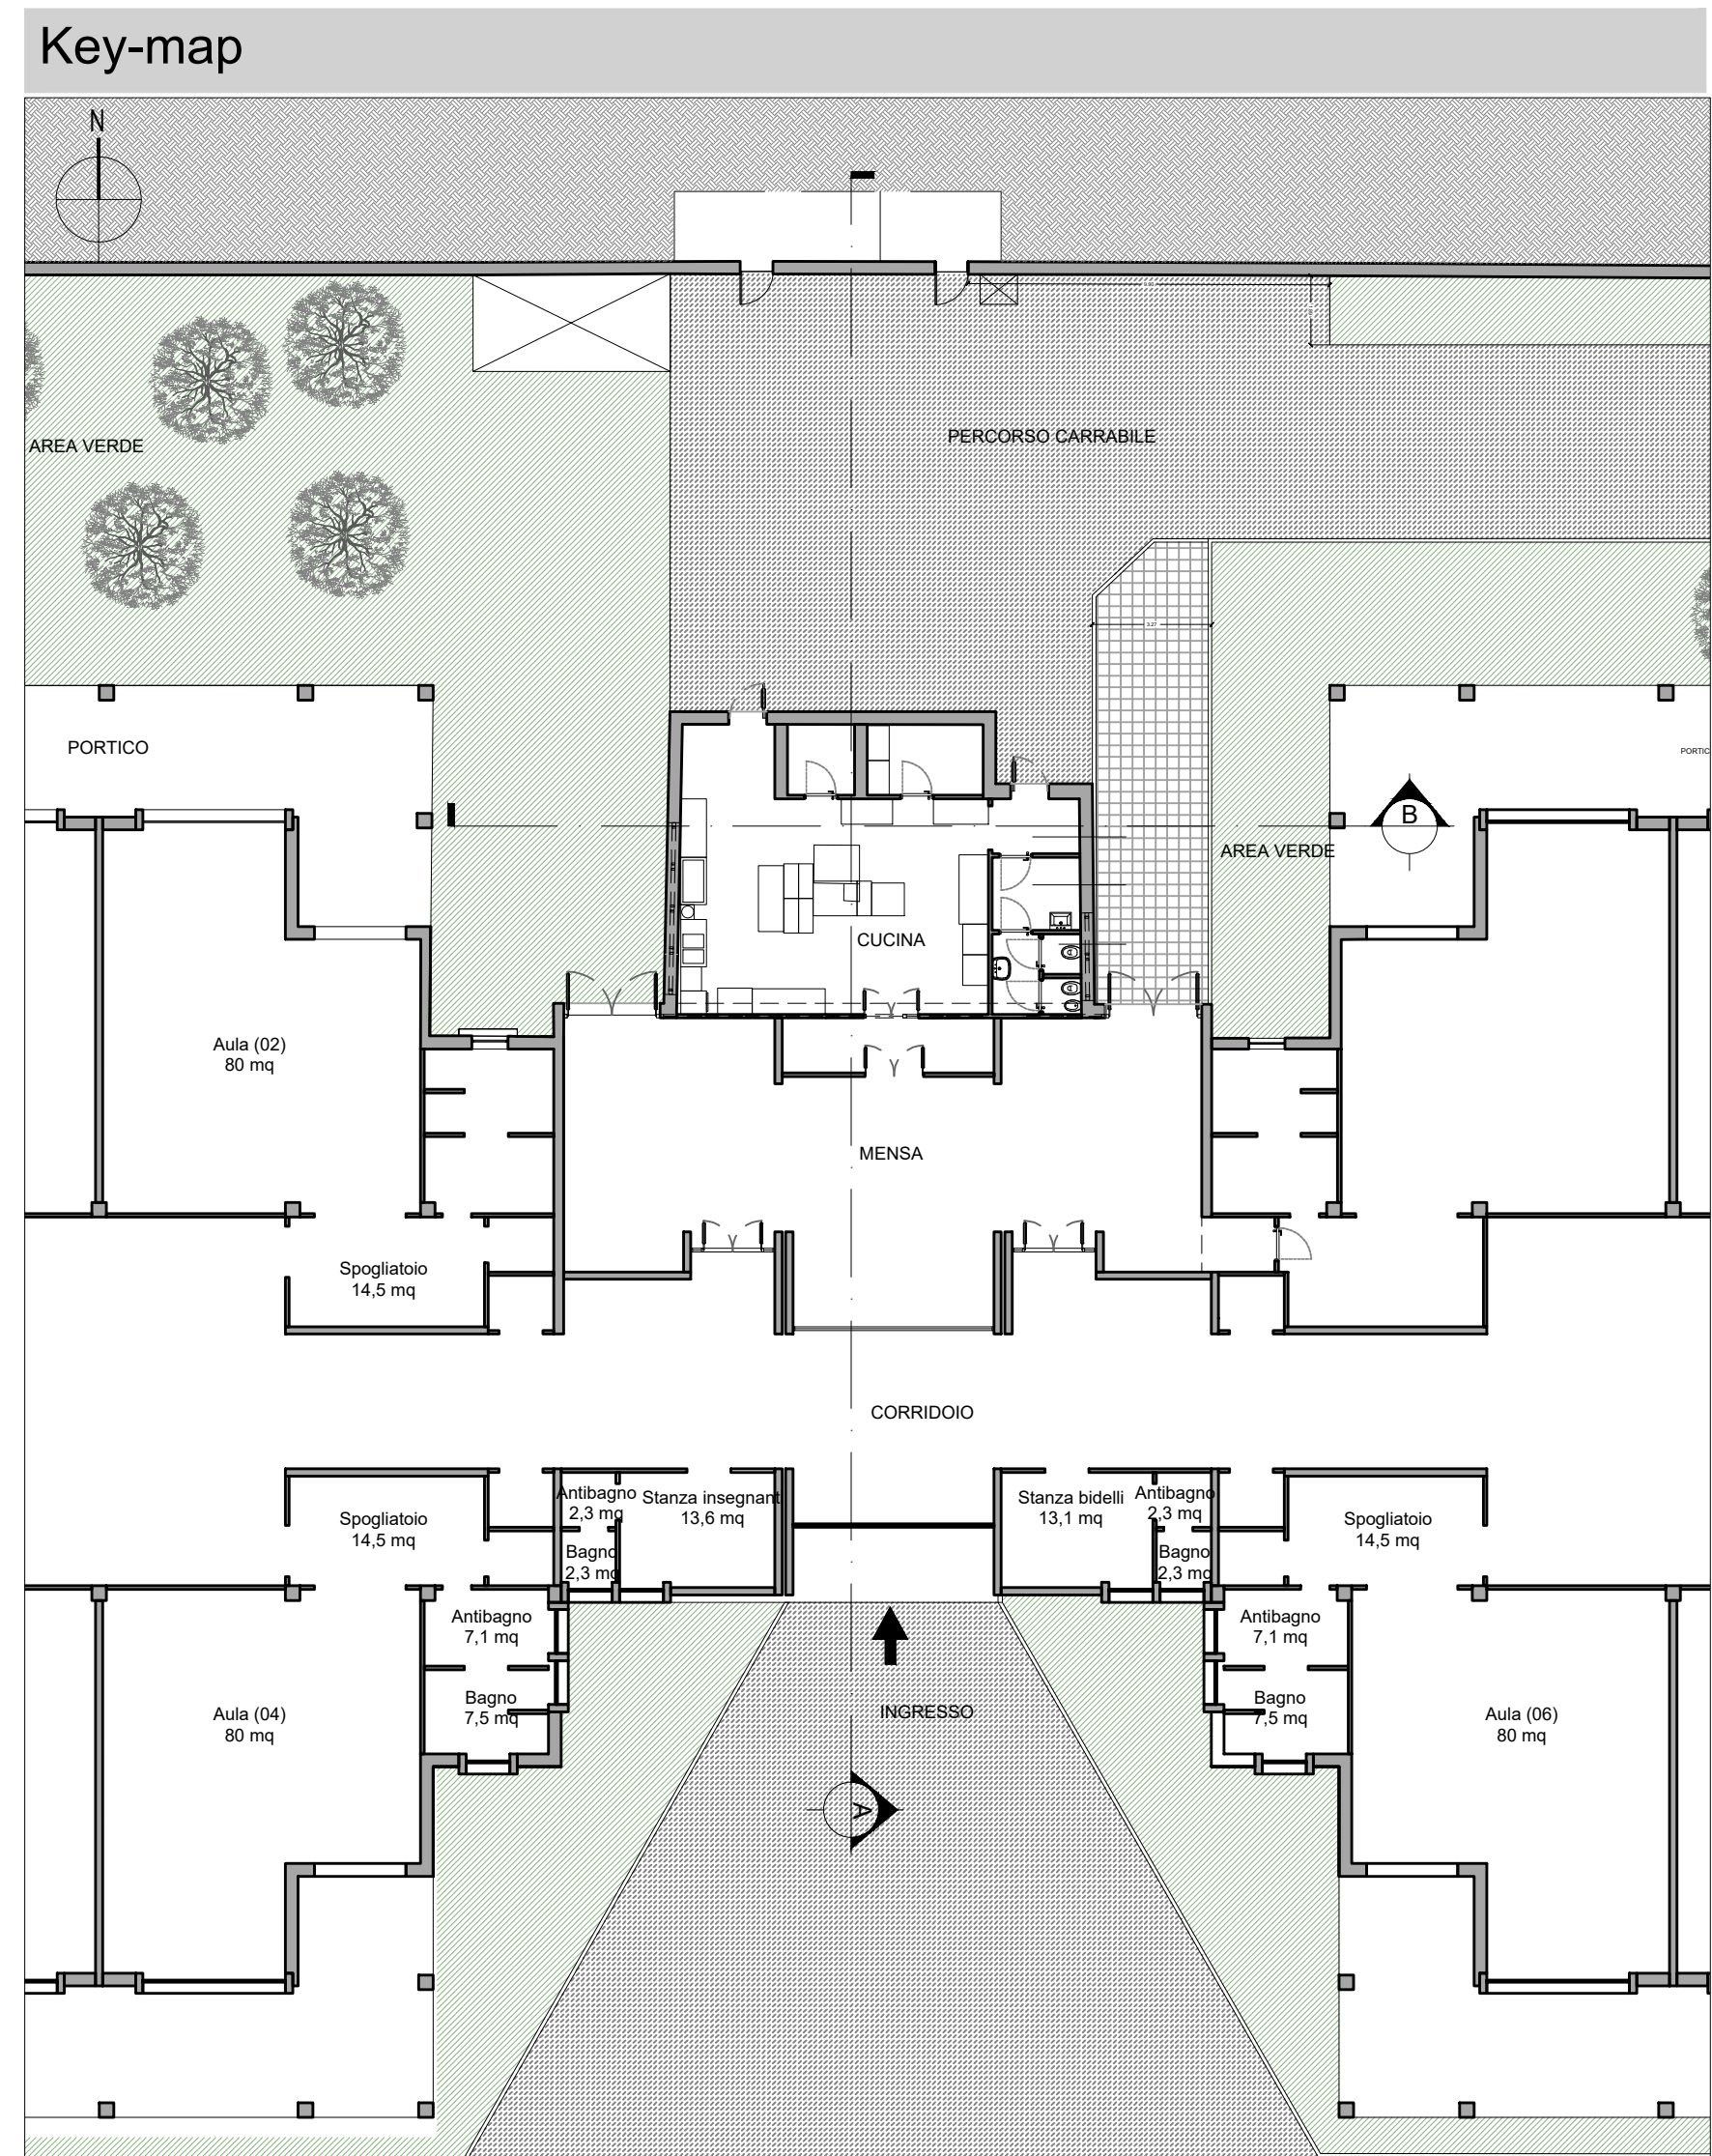 Key-map
N
PERCORSO CARRABILE
AREA VERDE
3.27
PORTICO
PORTIC
B
AREA VERDE
CUCINA
Aula (02)
80 mq
MENSA
Spogliatoio
14,5 mq
CORRIDOIO
Antibagno
2,3 mq
Stanza insegnant
13,6 mq
Stanza bidelli
13,1 mq
Antibagno
2,3 mq
Spogliatoio
14,5 mq
Spogliatoio
14,5 mq
Bagno
2,3 mq
Bagno
2,3 mq
Antibagno
7,1 mq
Antibagno
7,1 mq
Bagno
7,5 mq
INGRESSO
Bagno
7,5 mq
Aula (04)
80 mq
Aula (06)
80 mq
A